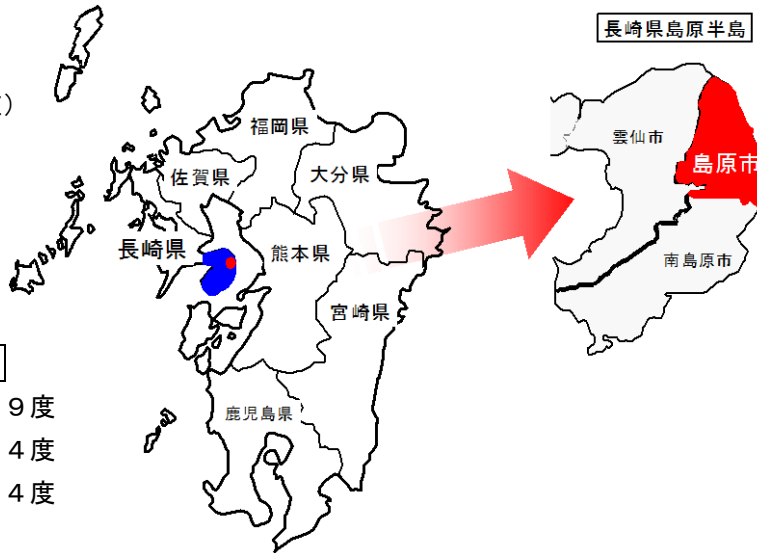 長崎県島原半島
）
福岡県
雲仙市
佐賀県
大分県
島原市
長崎県
熊本県
南島原市
宮崎県
９度
鹿児島県
４度
４度